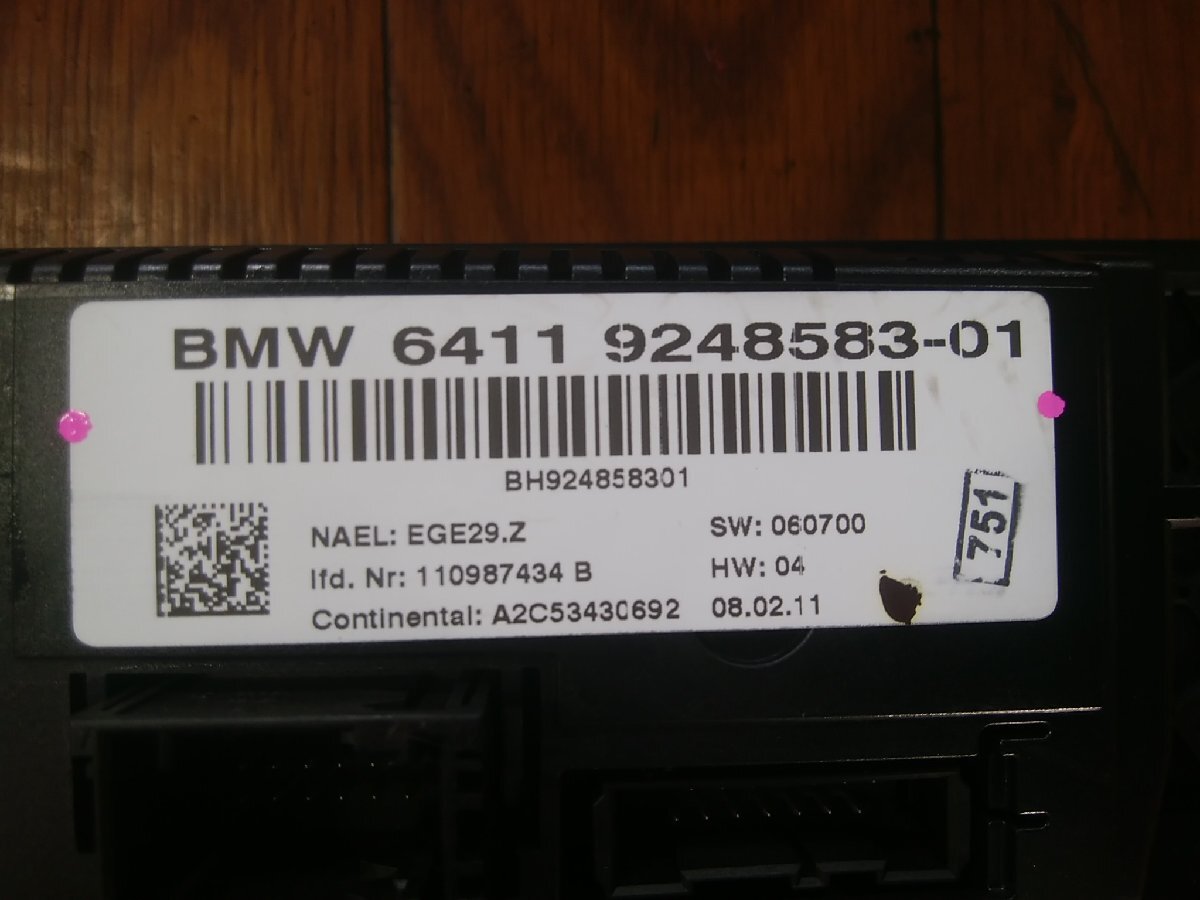 BMW 6411 9248583-01
BH924858301
NAEL: EGE29.Z
SW: 060700
lfd. Nr: 110987434 B
HW: 04
Continental: A2C53430692
08.02.11
751